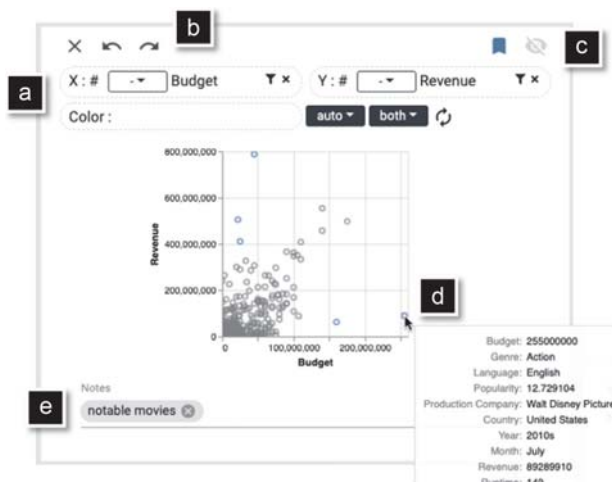 b
c
a
X : # - Budget
Y : # - Revenue
Color :
auto
both
800,000,000
600,000,000
400,000,000
200,000,000
0
Revenue
0 100,000,000 200,000,000
Budget
d
Budget: 255000000
Genre: Action
Language: English
Popularity: 12.729104
Production Company: Walt Disney Picture
Country: United States
Year: 2010s
Month: July
Revenue: 89289910
Runtime: 149
Notes
e
notable movies